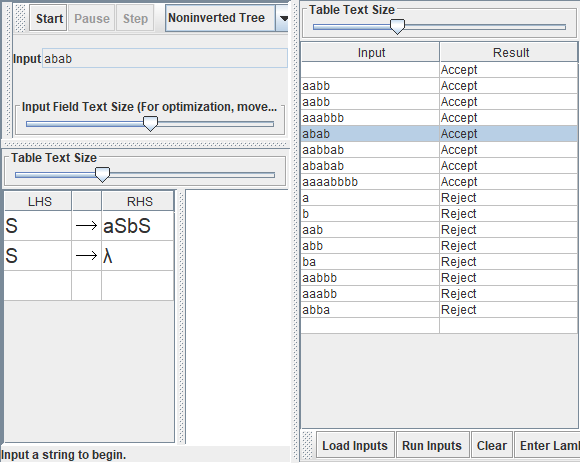 Start Pause Step Noninverted Tree
Input abab
Input Field Text Size (For optimization, move...
Table Text Size
LHS RHS
S → aSbS
S → λ
Input a string to begin.
Table Text Size
Input Result
Accept
aabb Accept
aabb Accept
aaabbb Accept
abab Accept
aabbab Accept
ababab Accept
aaaabbbb Accept
a Reject
b Reject
aab Reject
abb Reject
ba Reject
aabbb Reject
aaabb Reject
abba Reject
Load Inputs Run Inputs Clear Enter Laml